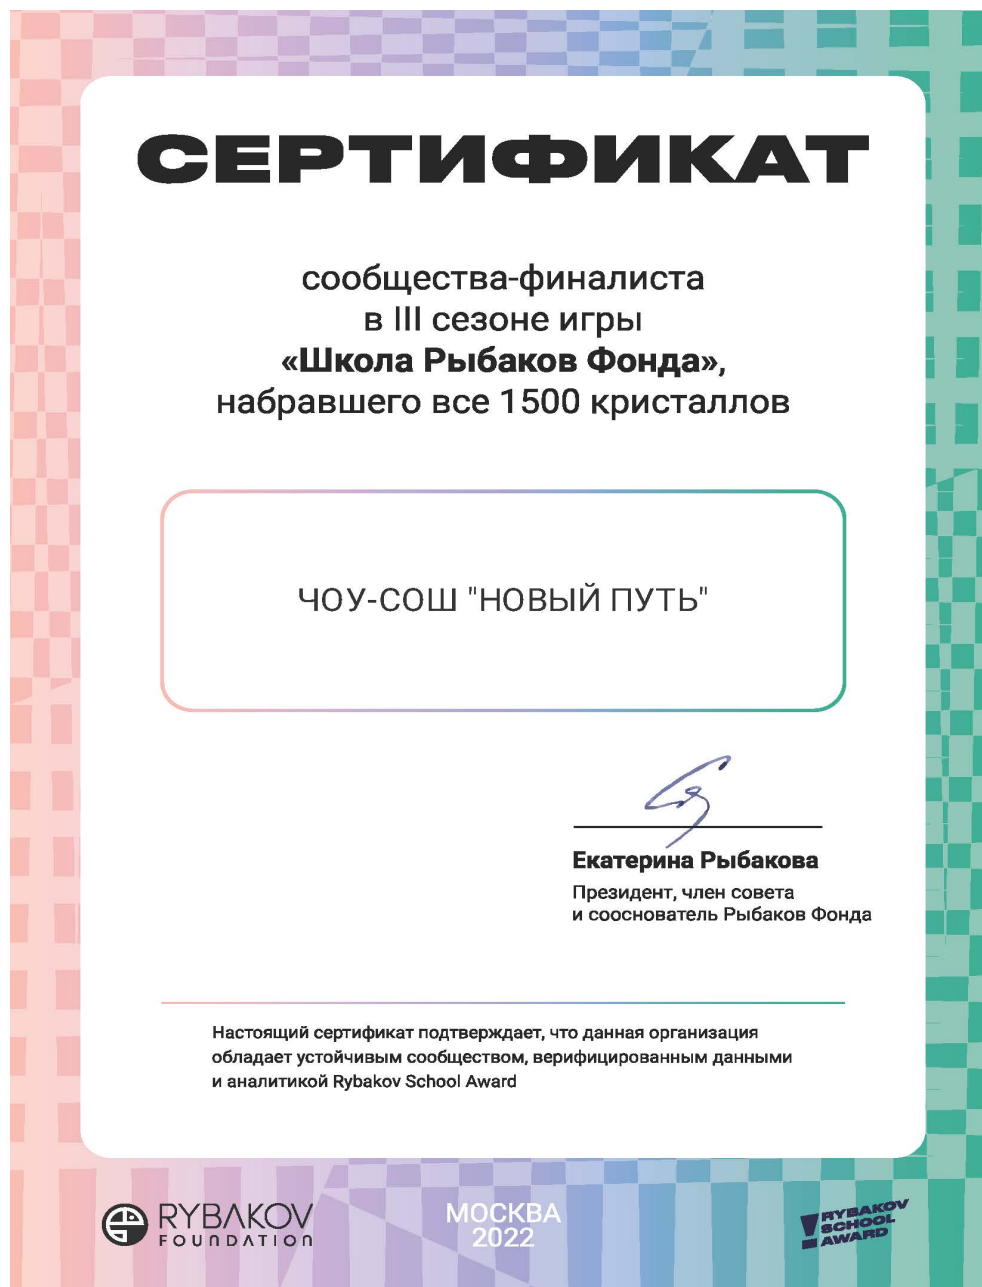 СЕРТИФИКАТ
сообщества-финалиста
в III сезоне игры
«Школа Рыбаков Фонда»,
набравшего все 1500 кристаллов
ЧОУ-СОШ "НОВЫЙ ПУТЬ"
Екатерина Рыбакова
Президент, член совета
и сооснователь Рыбаков Фонда
Настоящий сертификат подтверждает, что данная организация
обладает устойчивым сообществом, верифицированным данными
и аналитикой Rybakov School Award
RYBAKOV
FOUNDATION
МОСКВА
2022
RYBAKOV
SCHOOL
AWARD